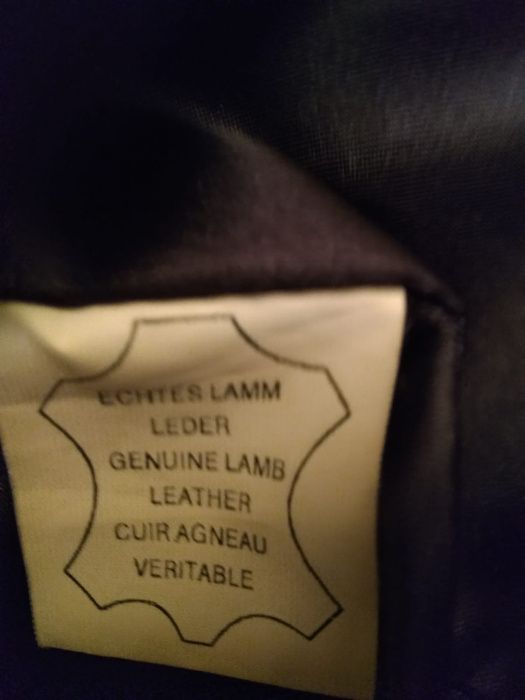 ECHTES LAMM
LEDER
GENUINE LAMB
LEATHER
CUIR AGNEAU
VERITABLE